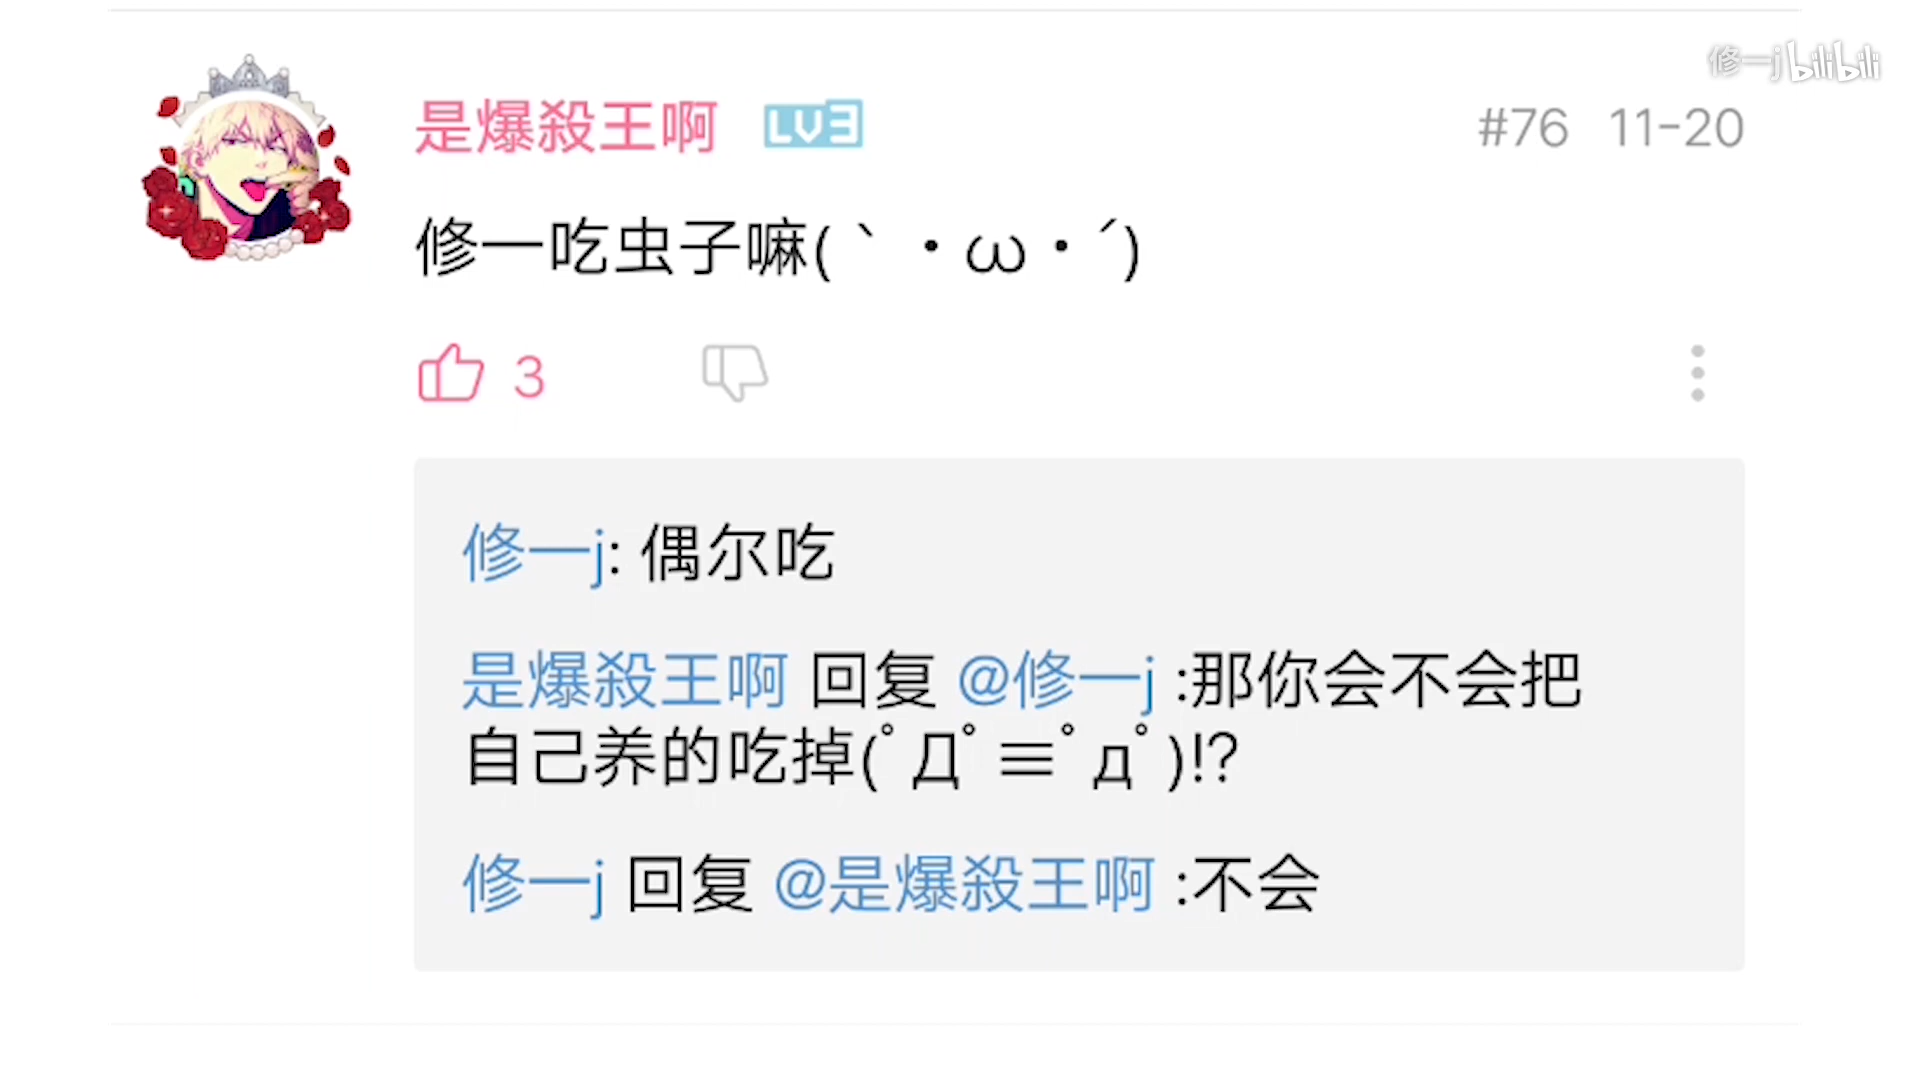 修一j bilibili
是爆殺王啊 LV3 #76 11-20
修一吃虫子嘛(｀・ω・´)
3
修一j: 偶尔吃
是爆殺王啊 回复 @修一j :那你会不会把
自己养的吃掉(ﾟДﾟ≡ﾟдﾟ)!?
修一j 回复 @是爆殺王啊 :不会